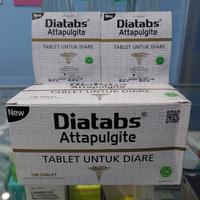 New
Diatabs®
Attapulgite
TABLET UNTUK DIARE
New
Diatabs®
Attapulgite
TABLET UNTUK DIARE
New
Diatabs®
Attapulgite
TABLET UNTUK DIARE
100 TABLET